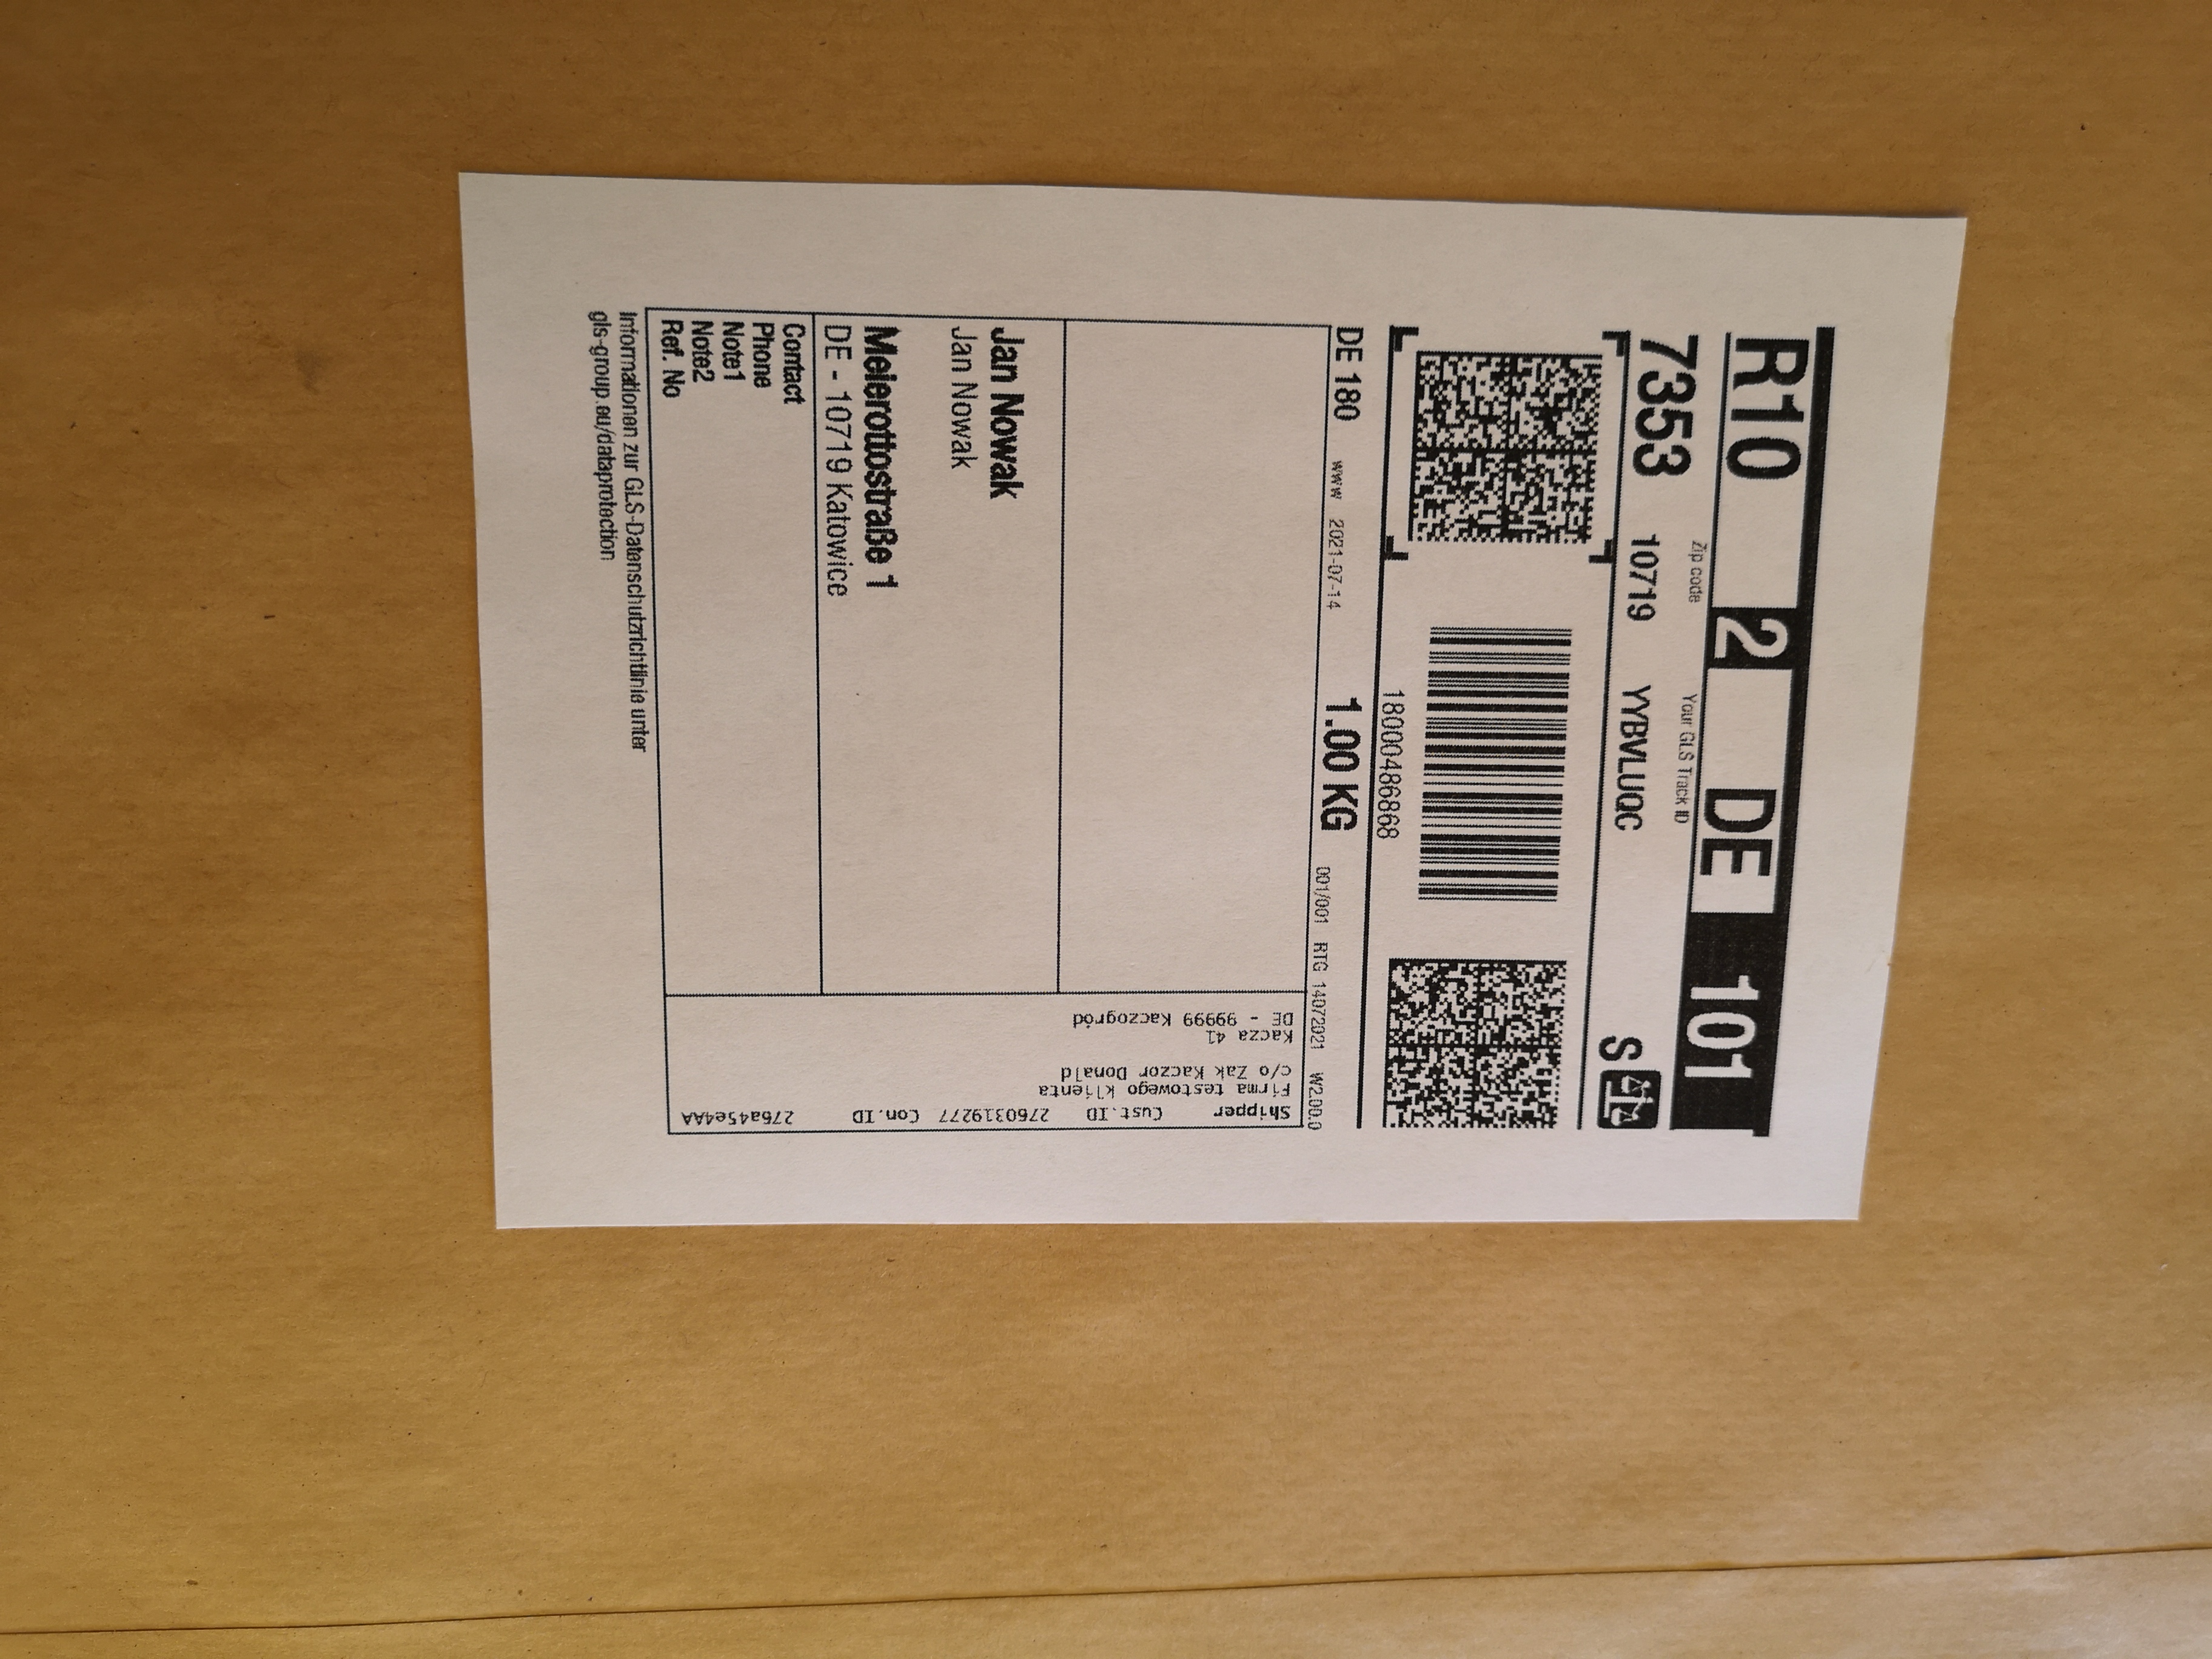 R10 2 DE 101
Zip code Your GLS Track ID
7353 10719 YYBVLUQC S
18000486868
DE 180 www 2021-07-14 1.00 KG 001/001 RTG 14072021 W2.00.0
Shipper Cust.ID 2760319277 Con.ID 276a45e4AA
Firma testowego klienta
c/o Zak Kaczor Donald
Kacza 41
DE - 99999 Kaczogród
Jan Nowak
Jan Nowak
Meierottostraße 1
DE - 10719 Katowice
Contact
Phone
Note1
Note2
Ref. No
Informationen zur GLS-Datenschutzrichtlinie unter
gls-group.eu/dataprotection